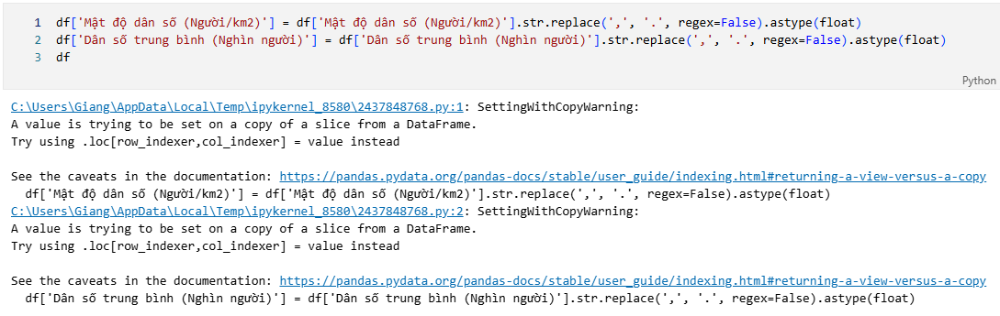 1 df['Mật độ dân số (Người/km2)'] = df['Mật độ dân số (Người/km2)'].str.replace(',', '.', regex=False).astype(float)
2 df['Dân số trung bình (Nghìn người)'] = df['Dân số trung bình (Nghìn người)'].str.replace(',', '.', regex=False).astype(float)
3 df
Python
C:\Users\Giang\AppData\Local\Temp\ipykernel_8580\2437848768.py:1: SettingWithCopyWarning:
A value is trying to be set on a copy of a slice from a DataFrame.
Try using .loc[row_indexer,col_indexer] = value instead
See the caveats in the documentation: https://pandas.pydata.org/pandas-docs/stable/user_guide/indexing.html#returning-a-view-versus-a-copy
df['Mật độ dân số (Người/km2)'] = df['Mật độ dân số (Người/km2)'].str.replace(',', '.', regex=False).astype(float)
C:\Users\Giang\AppData\Local\Temp\ipykernel_8580\2437848768.py:2: SettingWithCopyWarning:
A value is trying to be set on a copy of a slice from a DataFrame.
Try using .loc[row_indexer,col_indexer] = value instead
See the caveats in the documentation: https://pandas.pydata.org/pandas-docs/stable/user_guide/indexing.html#returning-a-view-versus-a-copy
df['Dân số trung bình (Nghìn người)'] = df['Dân số trung bình (Nghìn người)'].str.replace(',', '.', regex=False).astype(float)